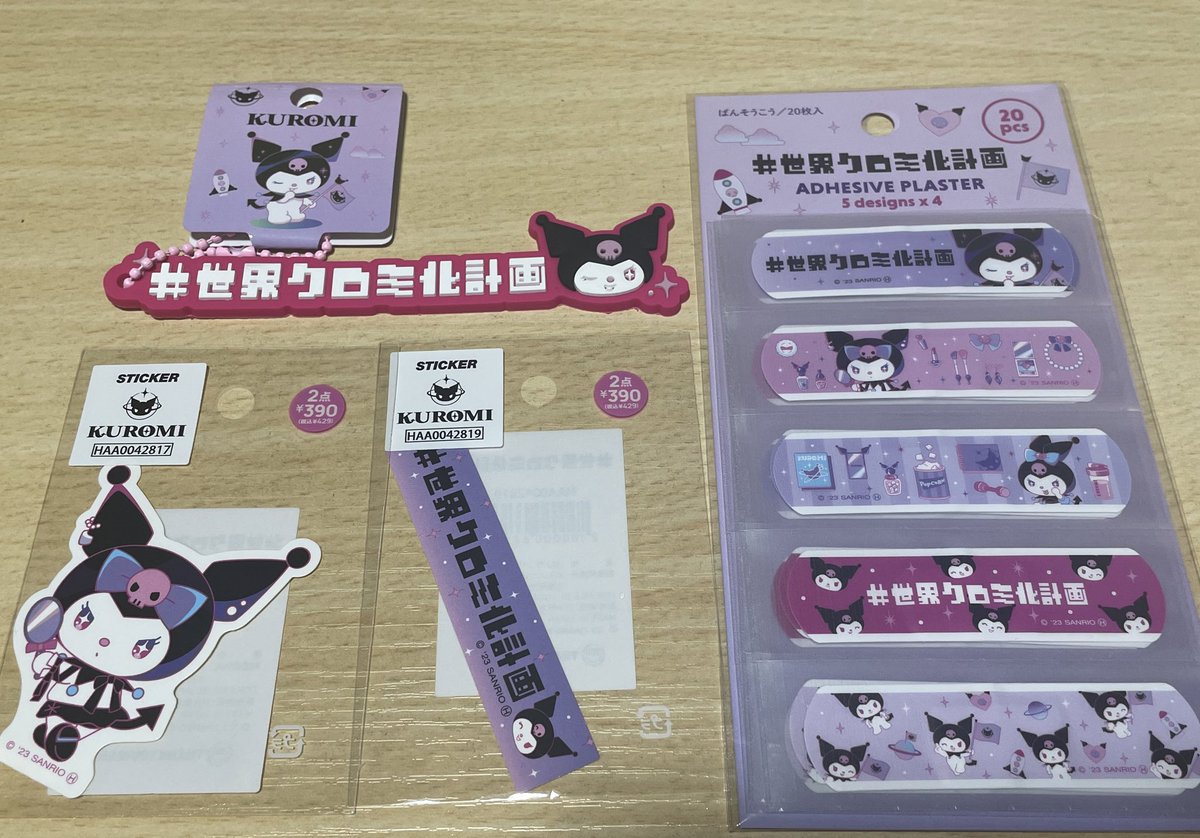 KUROMI
#世界クロミ化計画
STICKER
KUROMI
HAA0042817
2点
¥390
(税込¥429)
© '23 SANRIO Ⓗ
STICKER
KUROMI
HAA0042819
2点
¥390
(税込¥429)
#世界クロミ化計画
© '23 SANRIO Ⓗ
ばんそうこう/20枚入
20
pcs
#世界クロミ化計画
ADHESIVE PLASTER
5 designs x 4
#世界クロミ化計画
© '23 SANRIO Ⓗ
© '23 SANRIO Ⓗ
KUROMI
PopCorn
© '23 SANRIO Ⓗ
#世界クロミ化計画
© '23 SANRIO Ⓗ
© '23 SANRIO Ⓗ